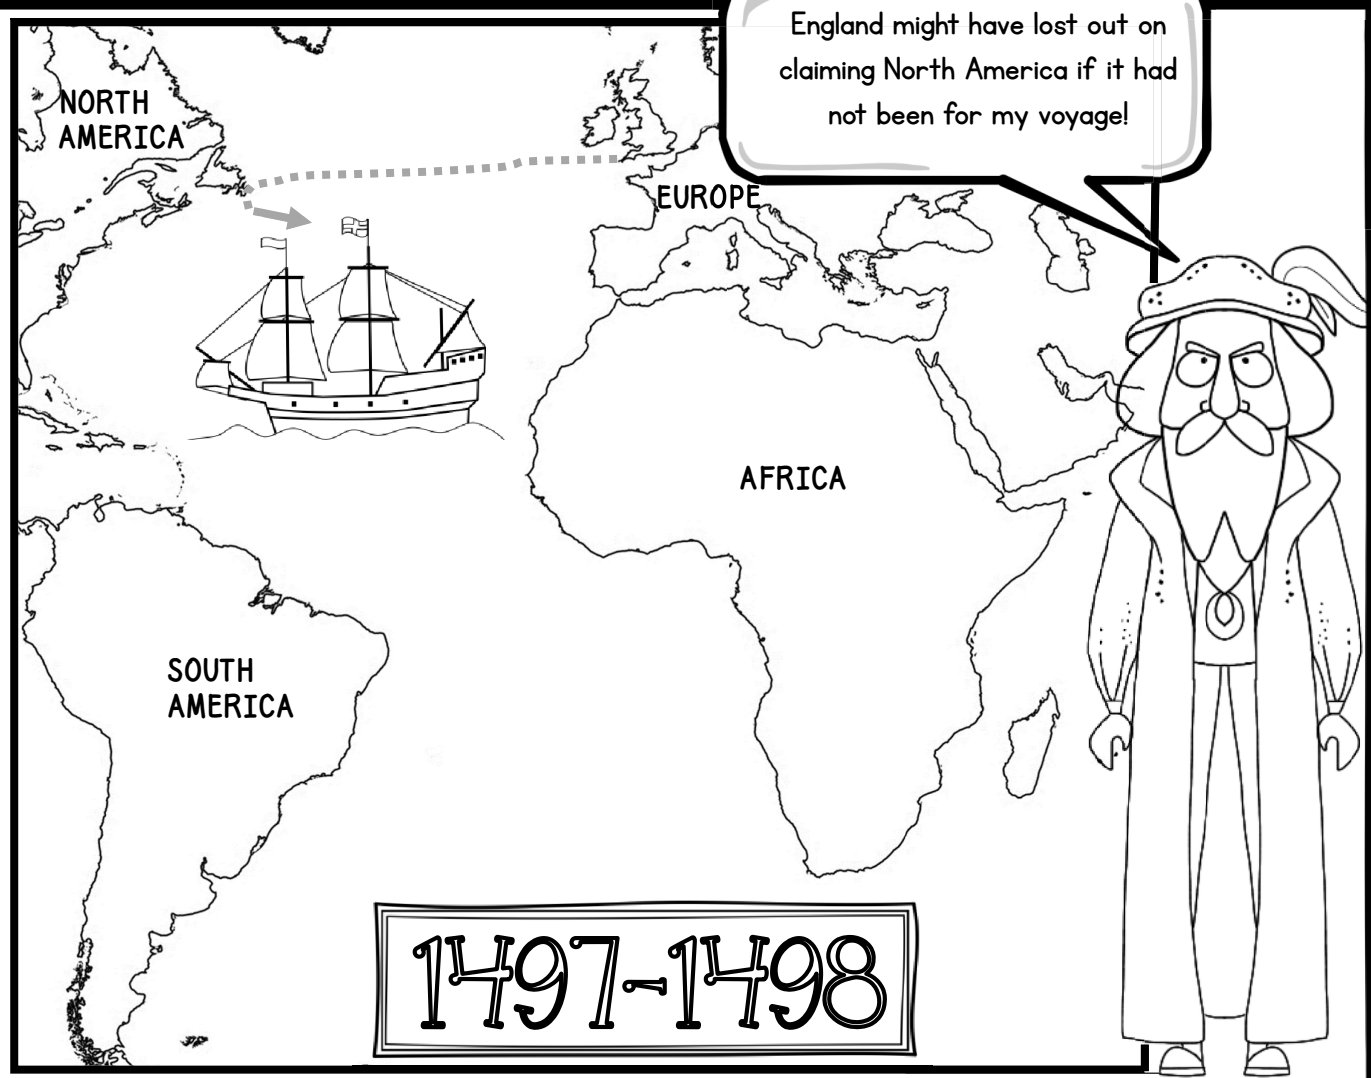 England might have lost out on
claiming North America if it had
not been for my voyage!
NORTH
AMERICA
EUROPE
AFRICA
SOUTH
AMERICA
1497-1498